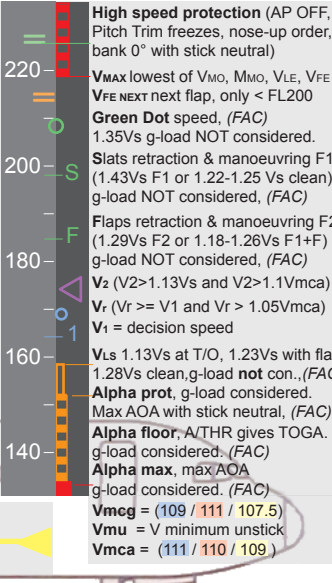 High speed protection (AP OFF,
Pitch Trim freezes, nose-up order,
bank 0° with stick neutral)
220
VMAX lowest of VMO, MMO, VLE, VFE
VFE NEXT next flap, only < FL200
Green Dot speed, (FAC)
1.35Vs g-load NOT considered.
200
S
Slats retraction & manoeuvring F1
(1.43Vs F1 or 1.22-1.25 Vs clean)
g-load NOT considered, (FAC)
F
Flaps retraction & manoeuvring F2
(1.29Vs F2 or 1.18-1.26Vs F1+F)
g-load NOT considered, (FAC)
180
V2 (V2>1.13Vs and V2>1.1Vmca)
Vr (Vr >= V1 and Vr > 1.05Vmca)
1
V1 = decision speed
160
VLS 1.13Vs at T/O, 1.23Vs with fla
1.28Vs clean,g-load not con.,(FAC
Alpha prot, g-load considered.
Max AOA with stick neutral, (FAC)
Alpha floor, A/THR gives TOGA.
140
g-load considered. (FAC)
Alpha max, max AOA
g-load considered. (FAC)
Vmcg = (109 / 111 / 107.5)
Vmu = V minimum unstick
Vmca = (111 / 110 / 109 )